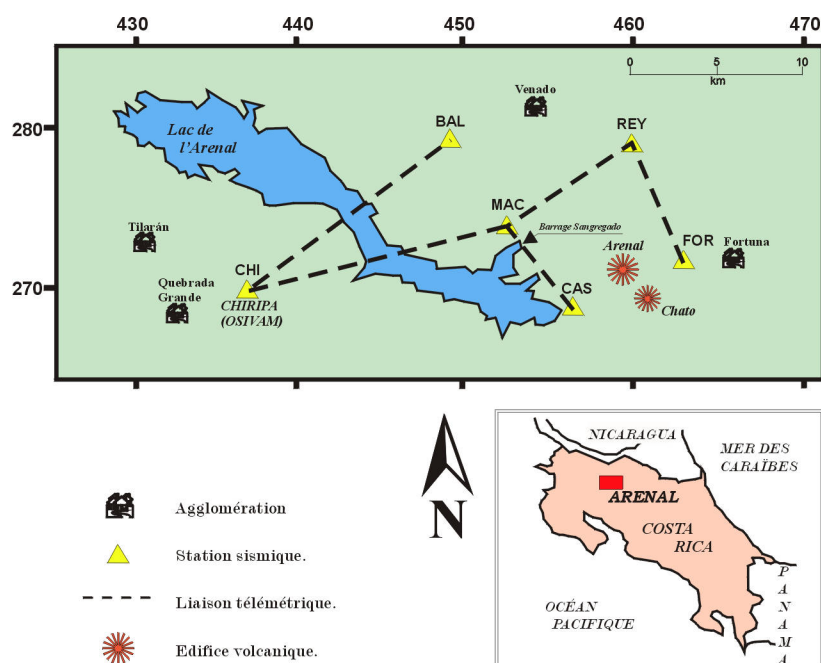 430 440 450 460 470
0 5 10
km
Venado
280
BAL
REY
Lac de
l'Arenal
MAC
Barrage Sangregado
Tilarán
Arenal
FOR
Fortuna
CHI
270
Quebrada
Grande
CHIRIPA
(OSIVAM)
CAS
Chato
N
Agglomération
Station sismique.
Liaison télémétrique.
Edifice volcanique.
NICARAGUA
MER DES
CARAÏBES
ARENAL
COSTA
RICA
OCÉAN
PACIFIQUE
PANAMA